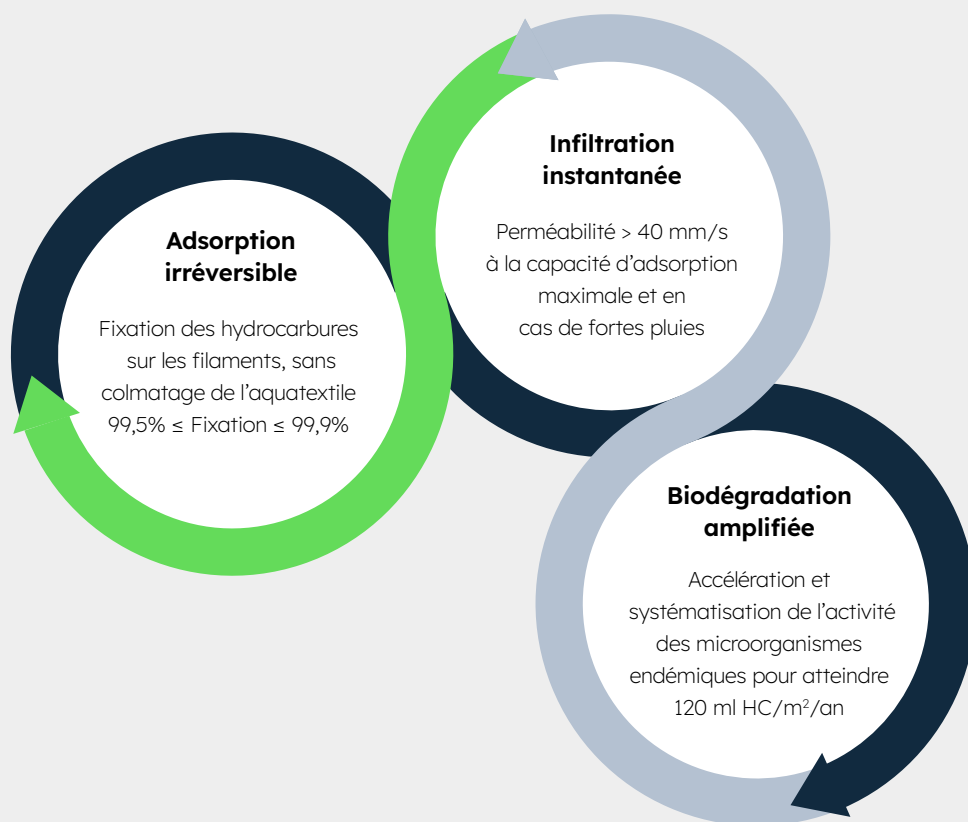 Adsorption
irréversible
Fixation des hydrocarbures
sur les filaments, sans
colmatage de l’aquatextile
99,5% ≤ Fixation ≤ 99,9%
Infiltration
instantanée
Perméabilité > 40 mm/s
à la capacité d’adsorption
maximale et en
cas de fortes pluies
Biodégradation
amplifiée
Accélération et
systématisation de l’activité
des microorganismes
endémiques pour atteindre
120 ml HC/m²/an